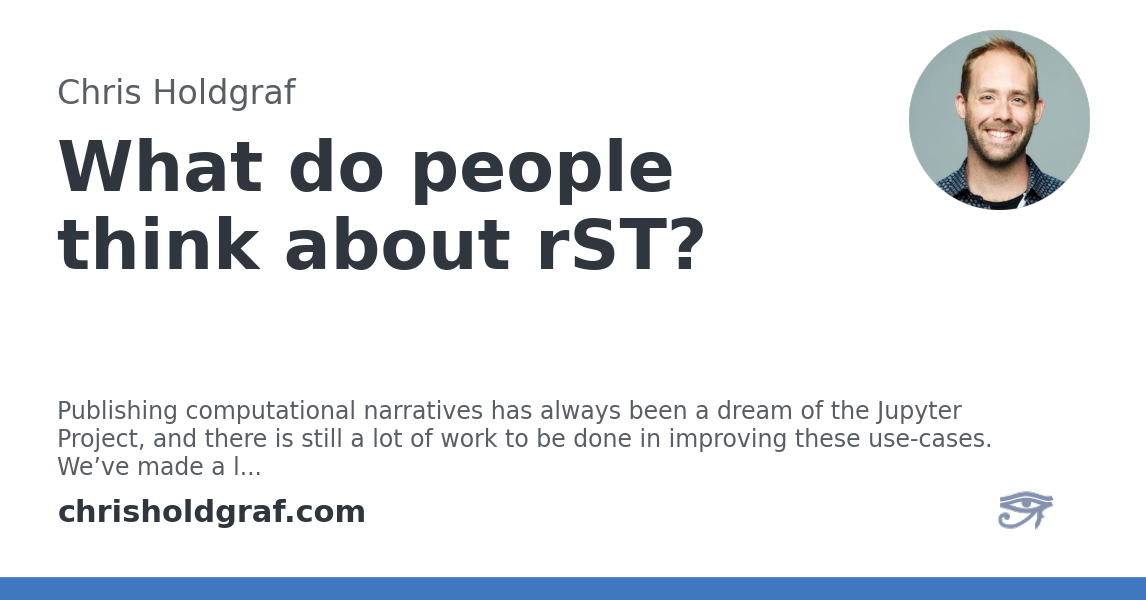 Chris Holdgraf
What do people
think about rST?
Publishing computational narratives has always been a dream of the Jupyter
Project, and there is still a lot of work to be done in improving these use-cases.
We’ve made a l...
chrisholdgraf.com